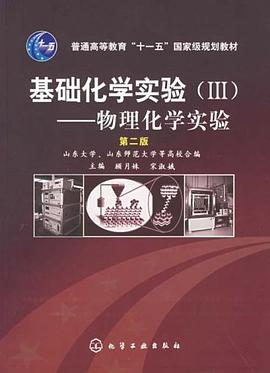 十一五
普通高等教育“十一五”国家级规划教材
基础化学实验（III）
——物理化学实验
第二版
山东大学、山东师范大学等高校合编
主编 顾月姝 宋淑娥
化学工业出版社